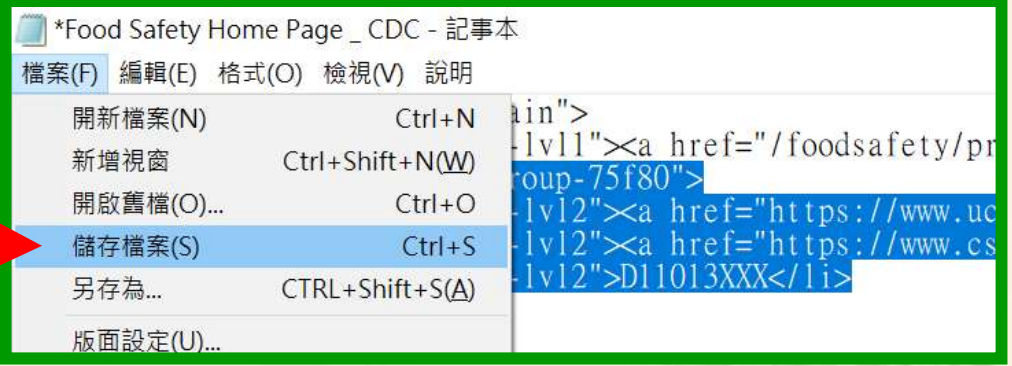 *Food Safety Home Page _ CDC - 記事本
檔案(F) 編輯(E) 格式(O) 檢視(V) 說明
開新檔案(N) Ctrl+N
新增視窗 Ctrl+Shift+N(W)
開啟舊檔(O)... Ctrl+O
儲存檔案(S) Ctrl+S
另存為... CTRL+Shift+S(A)
版面設定(U)...
ain">
-lvl1"><a href="/foodsafety/pr
roup-75f80">
-lvl2"><a href="https://www.uc
-lvl2"><a href="https://www.cs
-lvl2">D11013XXX</li>